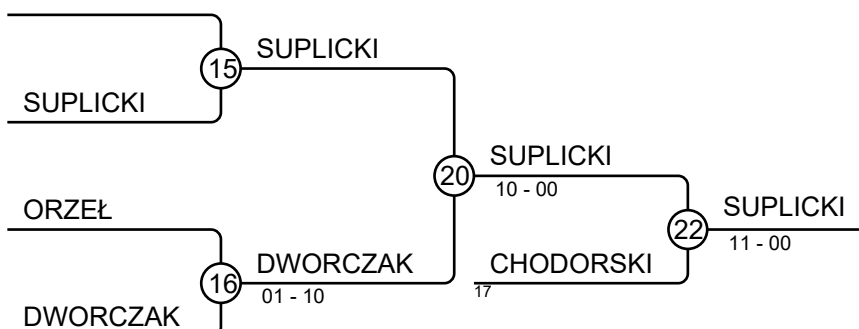 SUPLICKI
15
SUPLICKI
SUPLICKI
20
10 - 00
ORZEŁ
SUPLICKI
22
11 - 00
DWORCZAK
16
01 - 10
CHODORSKI
17
DWORCZAK